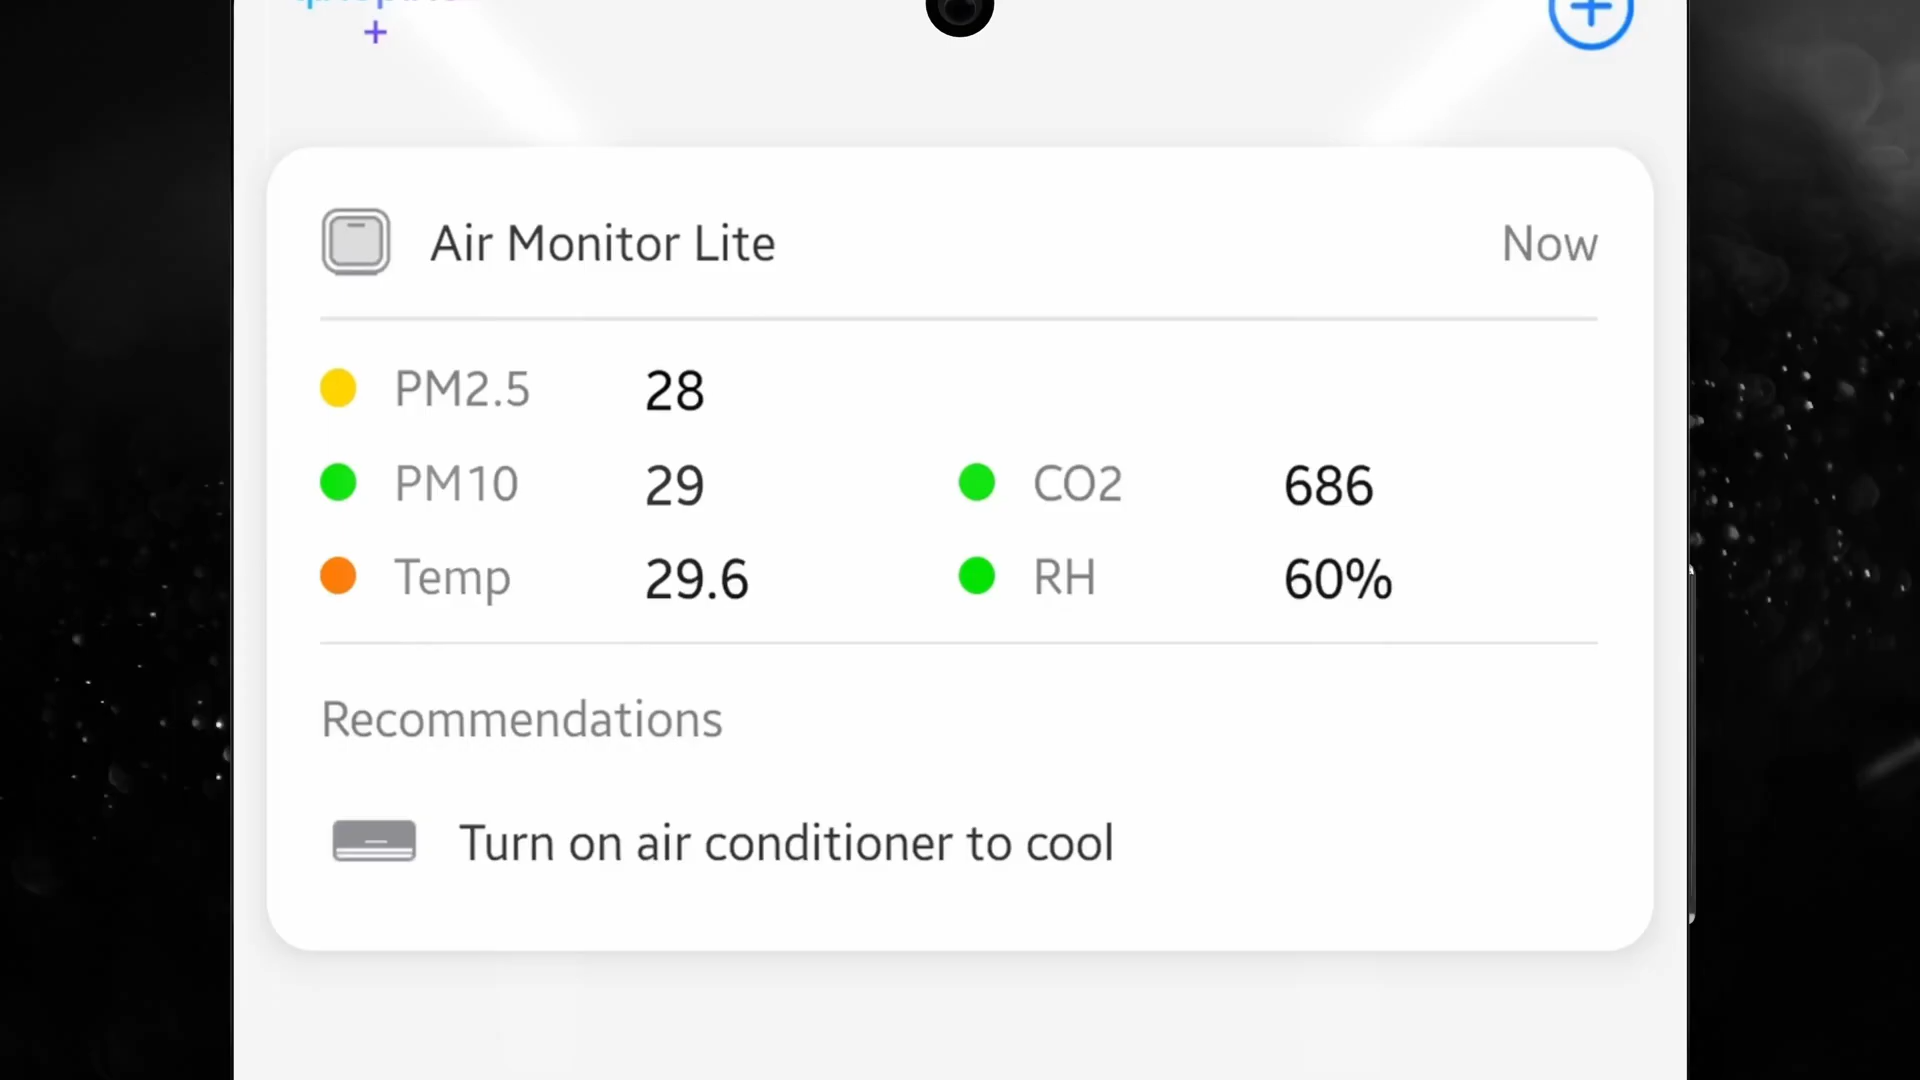 Air Monitor Lite Now
PM2.5 28
PM10 29 CO2 686
Temp 29.6 RH 60%
Recommendations
Turn on air conditioner to cool